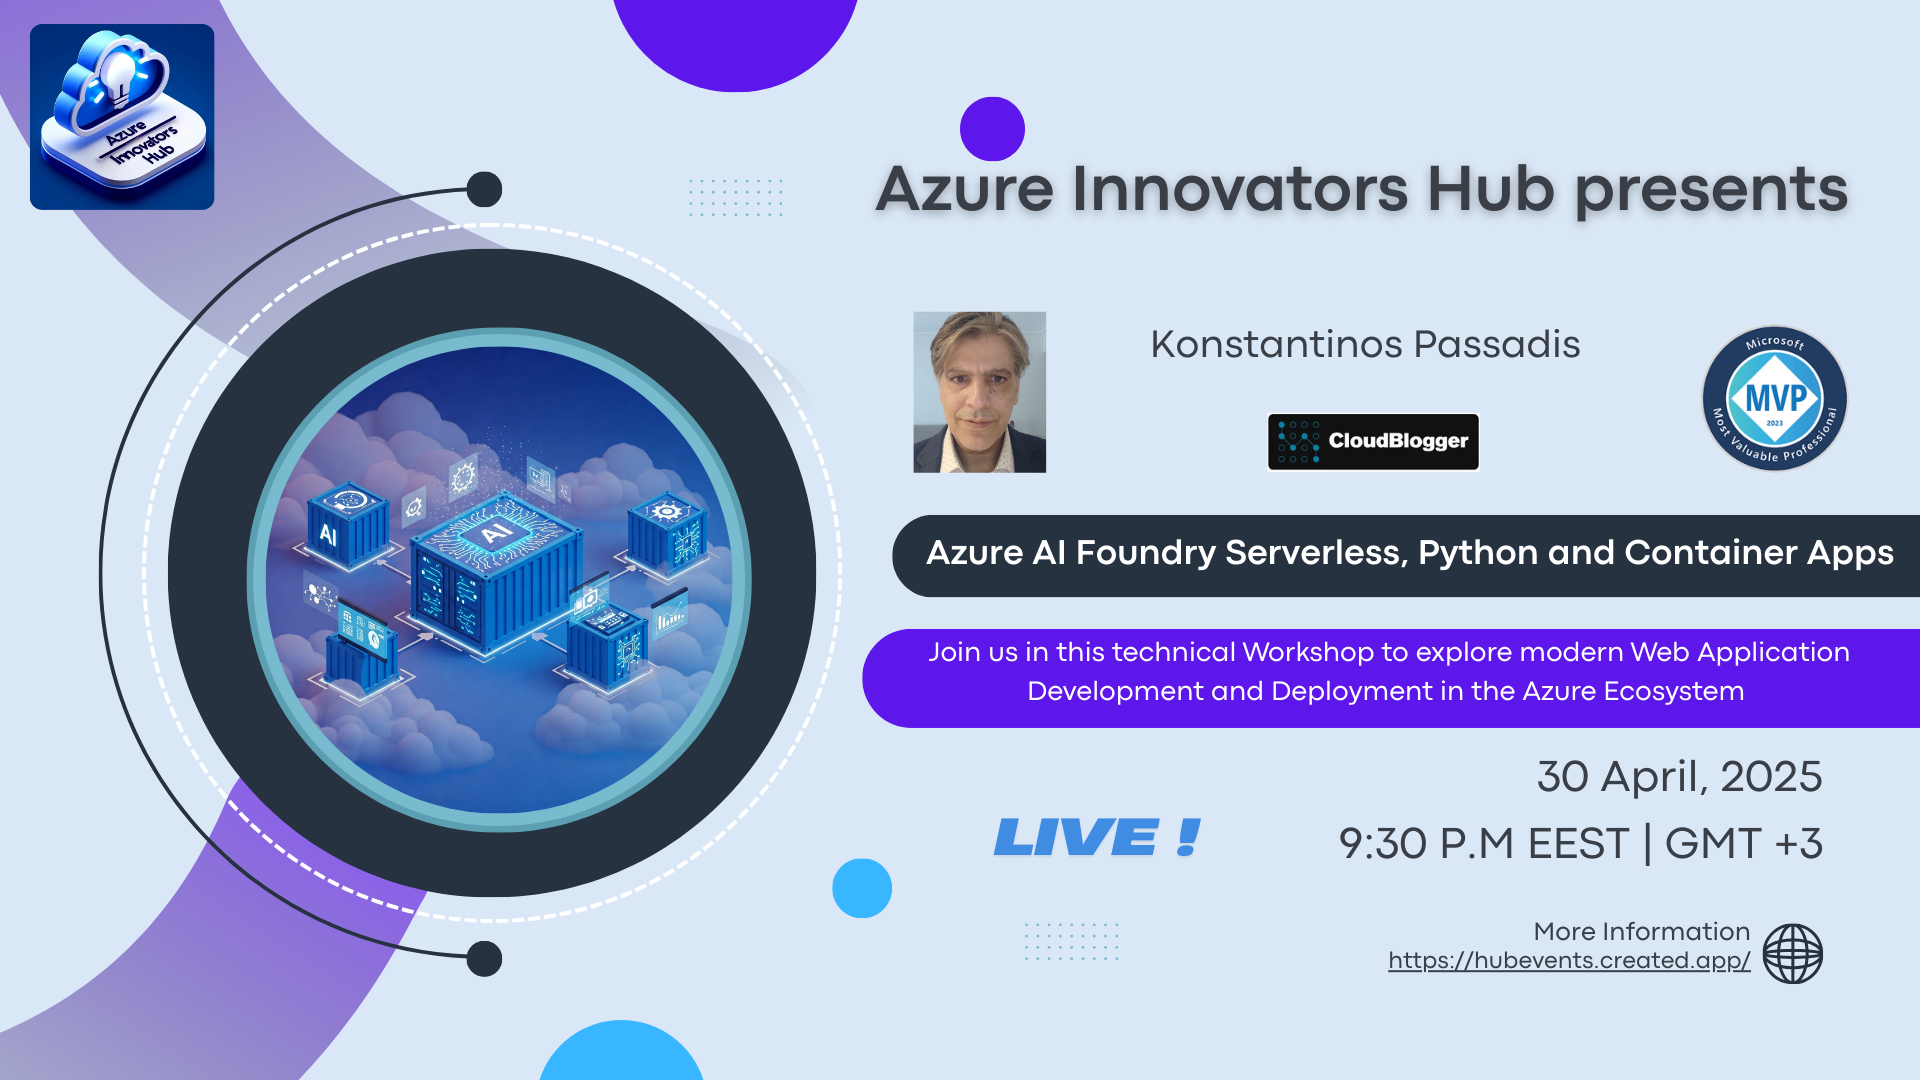 Azure
Innovators
Hub
Azure Innovators Hub presents
Konstantinos Passadis
CloudBlogger
Microsoft
MVP
2023
Most Valuable Professional
Azure AI Foundry Serverless, Python and Container Apps
Join us in this technical Workshop to explore modern Web Application
Development and Deployment in the Azure Ecosystem
AI
AI
30 April, 2025
LIVE !
9:30 P.M EEST | GMT +3
More Information
https://hubevents.created.app/